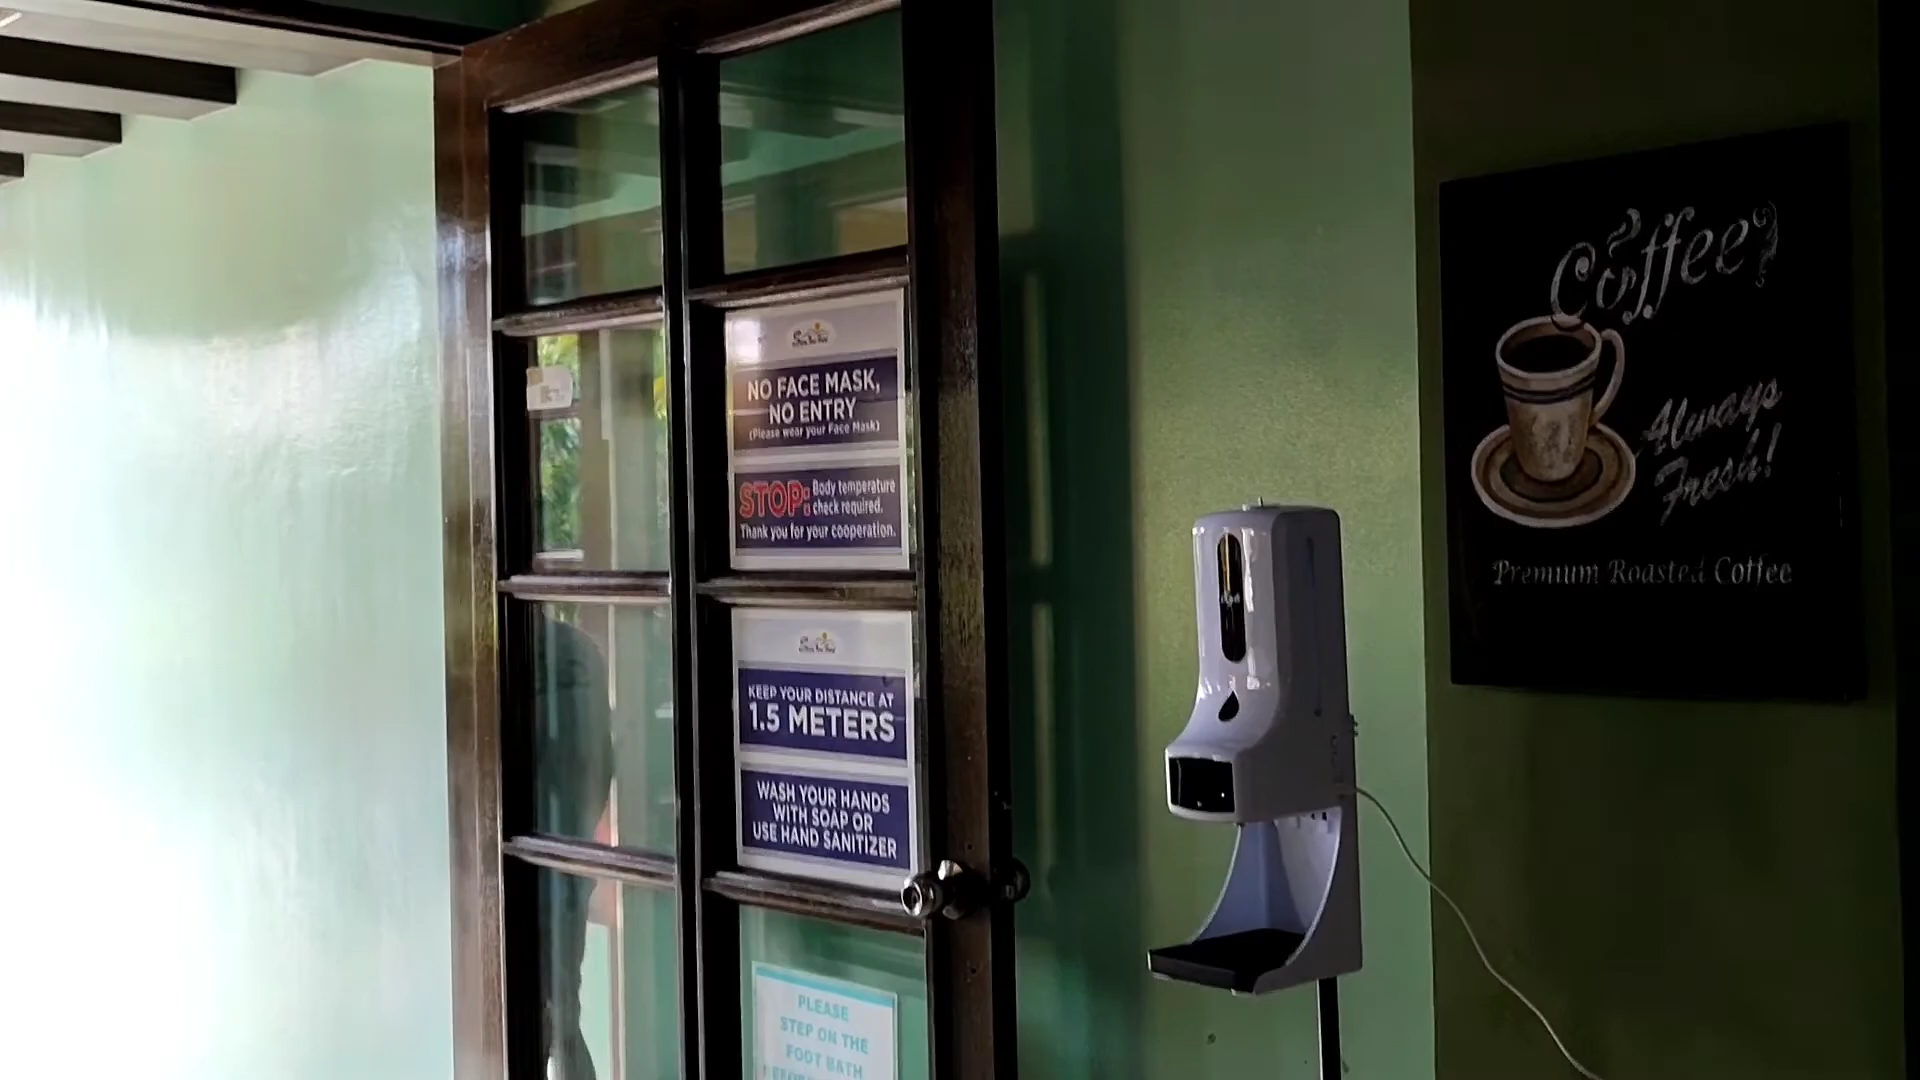 NO FACE MASK,
NO ENTRY
(Please wear your Face Mask)
STOP: Body temperature
check required.
Thank you for your cooperation.
KEEP YOUR DISTANCE AT
1.5 METERS
WASH YOUR HANDS
WITH SOAP OR
USE HAND SANITIZER
PLEASE
STEP ON THE
FOOT BATH
Coffee
Always
Fresh!
Premium Roasted Coffee